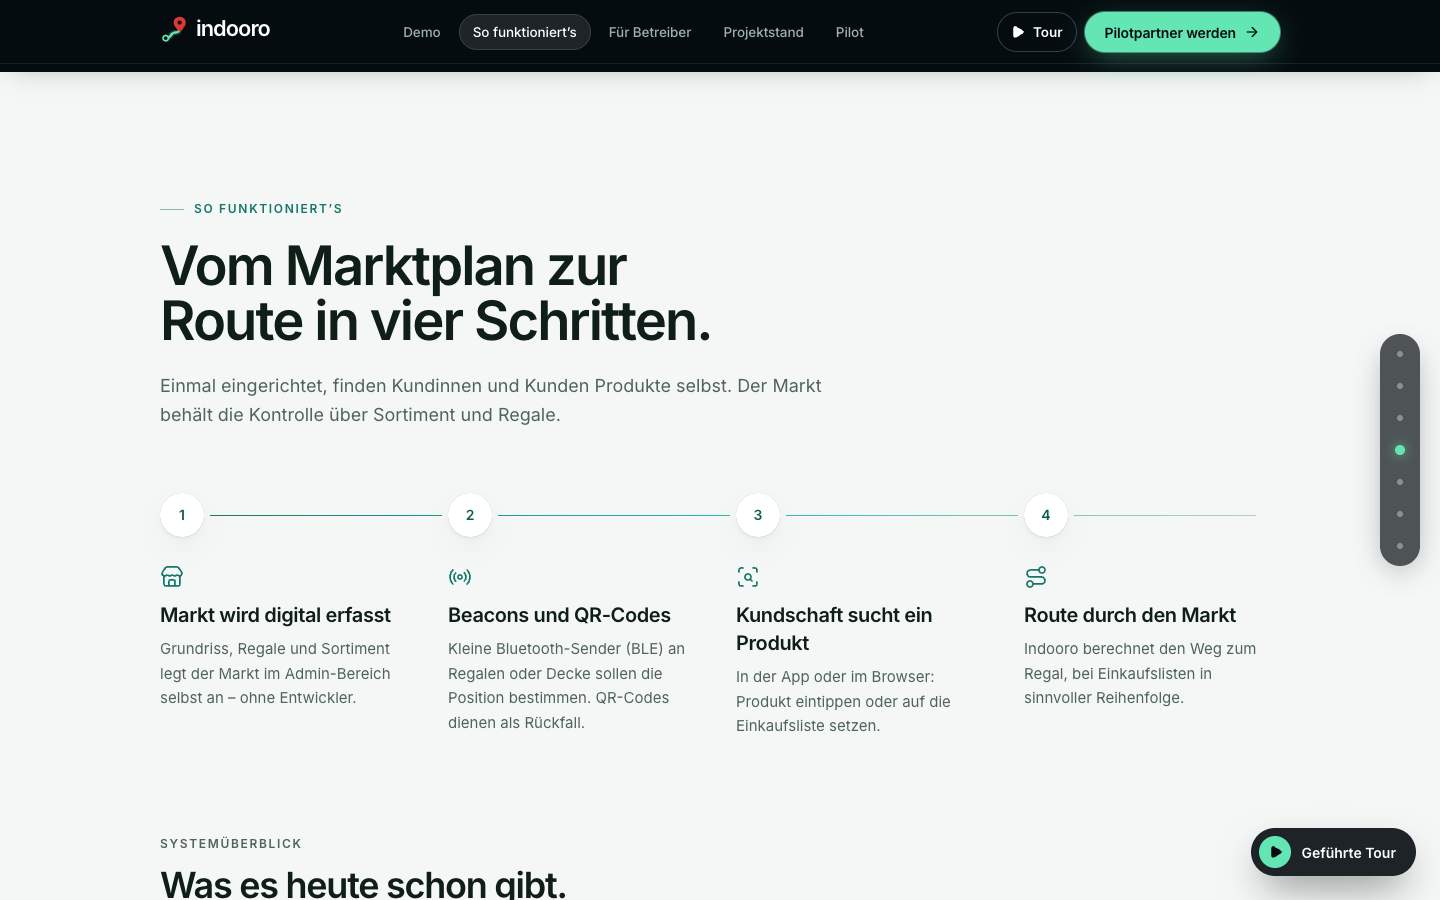 indooro
Demo
So funktioniert’s
Für Betreiber
Projektstand
Pilot
Tour
Pilotpartner werden
SO FUNKTIONIERT’S
Vom Marktplan zur
Route in vier Schritten.
Einmal eingerichtet, finden Kundinnen und Kunden Produkte selbst. Der Markt
behält die Kontrolle über Sortiment und Regale.
1
Markt wird digital erfasst
Grundriss, Regale und Sortiment
legt der Markt im Admin-Bereich
selbst an – ohne Entwickler.
2
Beacons und QR-Codes
Kleine Bluetooth-Sender (BLE) an
Regalen oder Decke sollen die
Position bestimmen. QR-Codes
dienen als Rückfall.
3
Kundschaft sucht ein
Produkt
In der App oder im Browser:
Produkt eintippen oder auf die
Einkaufsliste setzen.
4
Route durch den Markt
Indooro berechnet den Weg zum
Regal, bei Einkaufslisten in
sinnvoller Reihenfolge.
SYSTEMÜBERBLICK
Was es heute schon gibt.
Geführte Tour